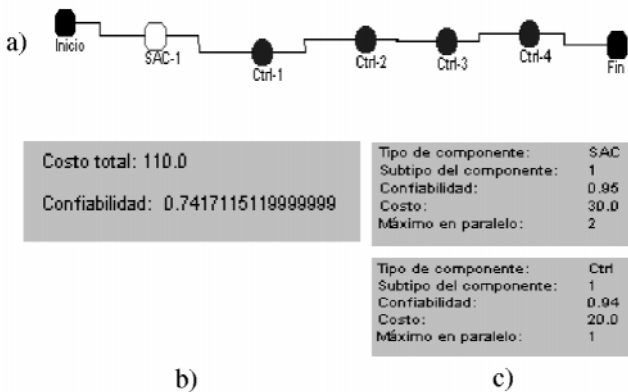 a)
Inicio
SAC-1
Ctrl-1
Ctrl-2
Ctrl-3
Ctrl-4
Fin
Costo total: 110.0
Confiabilidad: 0.7417115119999999
Tipo de componente: SAC
Subtipo del componente: 1
Confiabilidad: 0.95
Costo: 30.0
Máximo en paralelo: 2
Tipo de componente: Ctrl
Subtipo del componente: 1
Confiabilidad: 0.94
Costo: 20.0
Máximo en paralelo: 1
b)
c)